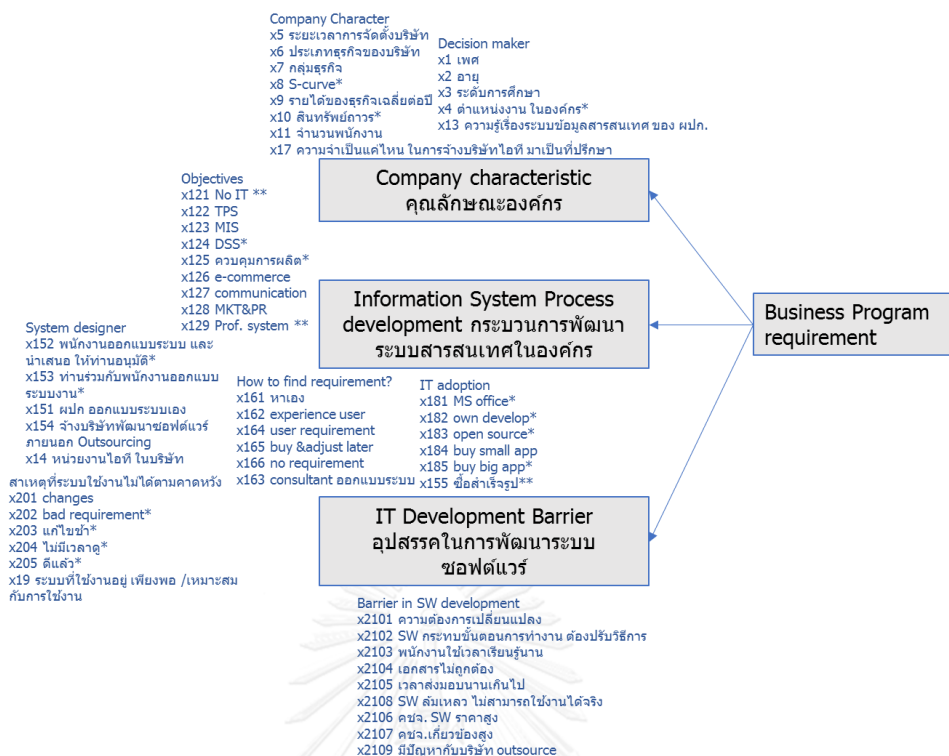 Company Character
x5 ระยะเวลาการจัดตั้งบริษัท
x6 ประเภทธุรกิจของบริษัท
x7 กลุ่มธุรกิจ
x8 S-curve*
x9 รายได้ของธุรกิจเฉลี่ยต่อปี
x10 สินทรัพย์ถาวร*
x11 จำนวนพนักงาน
x17 ความจำเป็นแค่ไหน ในการจ้างบริษัทไอที มาเป็นที่ปรึกษา
Decision maker
x1 เพศ
x2 อายุ
x3 ระดับการศึกษา
x4 ตำแหน่งงาน ในองค์กร*
x13 ความรู้เรื่องระบบข้อมูลสารสนเทศ ของ ผปก.
Company characteristic
คุณลักษณะองค์กร
Objectives
x121 No IT **
x122 TPS
x123 MIS
x124 DSS*
x125 ควบคุมการผลิต*
x126 e-commerce
x127 communication
x128 MKT&PR
x129 Prof. system **
Information System Process
development กระบวนการพัฒนา
ระบบสารสนเทศในองค์กร
Business Program
requirement
System designer
x152 พนักงานออกแบบระบบ และ
นำเสนอ ให้ท่านอนุมัติ*
x153 ท่านร่วมกับพนักงานออกแบบ
ระบบงาน*
x151 ผปก ออกแบบระบบเอง
x154 จ้างบริษัทพัฒนาซอฟต์แวร์
ภายนอก Outsourcing
x14 หน่วยงานไอที ในบริษัท
How to find requirement?
x161 หาเอง
x162 experience user
x164 user requirement
x165 buy &adjust later
x166 no requirement
x163 consultant ออกแบบระบบ
IT adoption
x181 MS office*
x182 own develop*
x183 open source*
x184 buy small app
x185 buy big app*
x155 ซื้อสำเร็จรูป**
สาเหตุที่ระบบใช้งานไม่ได้ตามคาดหวัง
x201 changes
x202 bad requirement*
x203 แก้ไขช้า*
x204 ไม่มีเวลาดู*
x205 ดีแล้ว*
x19 ระบบที่ใช้งานอยู่ เพียงพอ /เหมาะสม
กับการใช้งาน
IT Development Barrier
อุปสรรคในการพัฒนาระบบ
ซอฟต์แวร์
Barrier in SW development
x2101 ความต้องการเปลี่ยนแปลง
x2102 SW กระทบขั้นตอนการทำงาน ต้องปรับวิธีการ
x2103 พนักงานใช้เวลาเรียนรู้นาน
x2104 เอกสารไม่ถูกต้อง
x2105 เวลาส่งมอบนานเกินไป
x2108 SW ล้มเหลว ไม่สามารถใช้งานได้จริง
x2106 คชจ. SW ราคาสูง
x2107 คชจ.เกี่ยวข้องสูง
x2109 มีปัญหากับบริษัท outsource